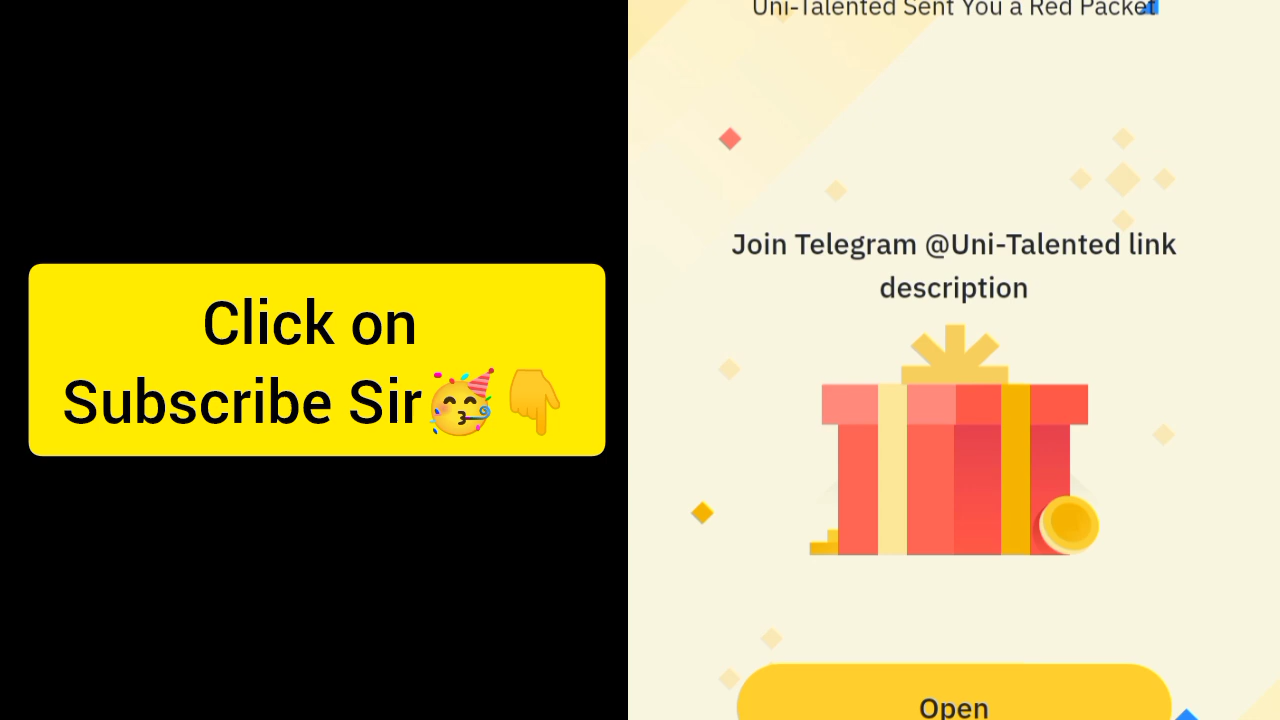 Click on
Subscribe Sir🥳👇
Uni-Talented Sent You a Red Packet
Join Telegram @Uni-Talented link
description
Open